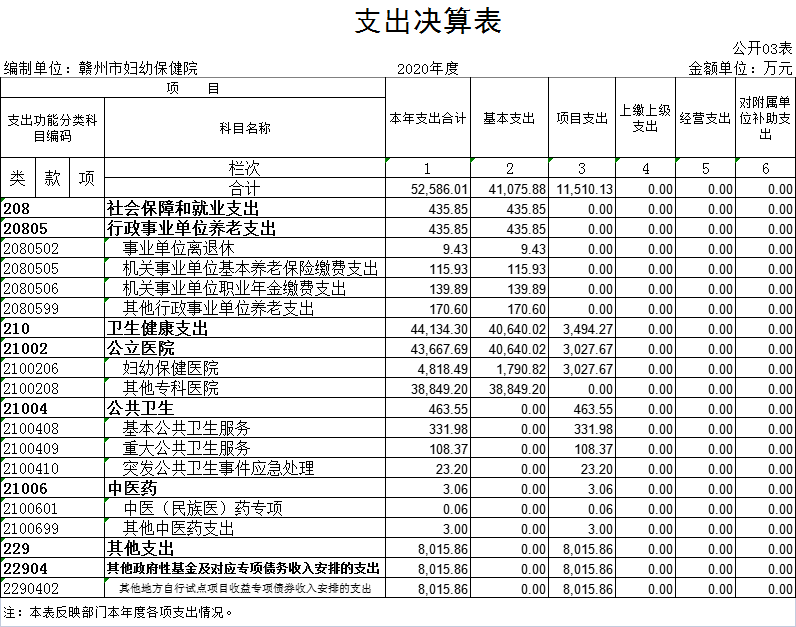 支出决算表
公开03表
编制单位：赣州市妇幼保健院 2020年度 金额单位：万元
项 目 本年支出合计 基本支出 项目支出 上缴上级支出 经营支出 对附属单位补助支出
支出功能分类科目编码 科目名称
类 款 项 栏次 1 2 3 4 5 6
合计 52,586.01 41,075.88 11,510.13 0.00 0.00 0.00
208 社会保障和就业支出 435.85 435.85 0.00 0.00 0.00 0.00
20805 行政事业单位养老支出 435.85 435.85 0.00 0.00 0.00 0.00
2080502 事业单位离退休 9.43 9.43 0.00 0.00 0.00 0.00
2080505 机关事业单位基本养老保险缴费支出 115.93 115.93 0.00 0.00 0.00 0.00
2080506 机关事业单位职业年金缴费支出 139.89 139.89 0.00 0.00 0.00 0.00
2080599 其他行政事业单位养老支出 170.60 170.60 0.00 0.00 0.00 0.00
210 卫生健康支出 44,134.30 40,640.02 3,494.27 0.00 0.00 0.00
21002 公立医院 43,667.69 40,640.02 3,027.67 0.00 0.00 0.00
2100206 妇幼保健医院 4,818.49 1,790.82 3,027.67 0.00 0.00 0.00
2100208 其他专科医院 38,849.20 38,849.20 0.00 0.00 0.00 0.00
21004 公共卫生 463.55 0.00 463.55 0.00 0.00 0.00
2100408 基本公共卫生服务 331.98 0.00 331.98 0.00 0.00 0.00
2100409 重大公共卫生服务 108.37 0.00 108.37 0.00 0.00 0.00
2100410 突发公共卫生事件应急处理 23.20 0.00 23.20 0.00 0.00 0.00
21006 中医药 3.06 0.00 3.06 0.00 0.00 0.00
2100601 中医（民族医）药专项 0.06 0.00 0.06 0.00 0.00 0.00
2100699 其他中医药支出 3.00 0.00 3.00 0.00 0.00 0.00
229 其他支出 8,015.86 0.00 8,015.86 0.00 0.00 0.00
22904 其他政府性基金及对应专项债务收入安排的支出 8,015.86 0.00 8,015.86 0.00 0.00 0.00
2290402 其他地方自行试点项目收益专项债券收入安排的支出 8,015.86 0.00 8,015.86 0.00 0.00 0.00
注：本表反映部门本年度各项支出情况。